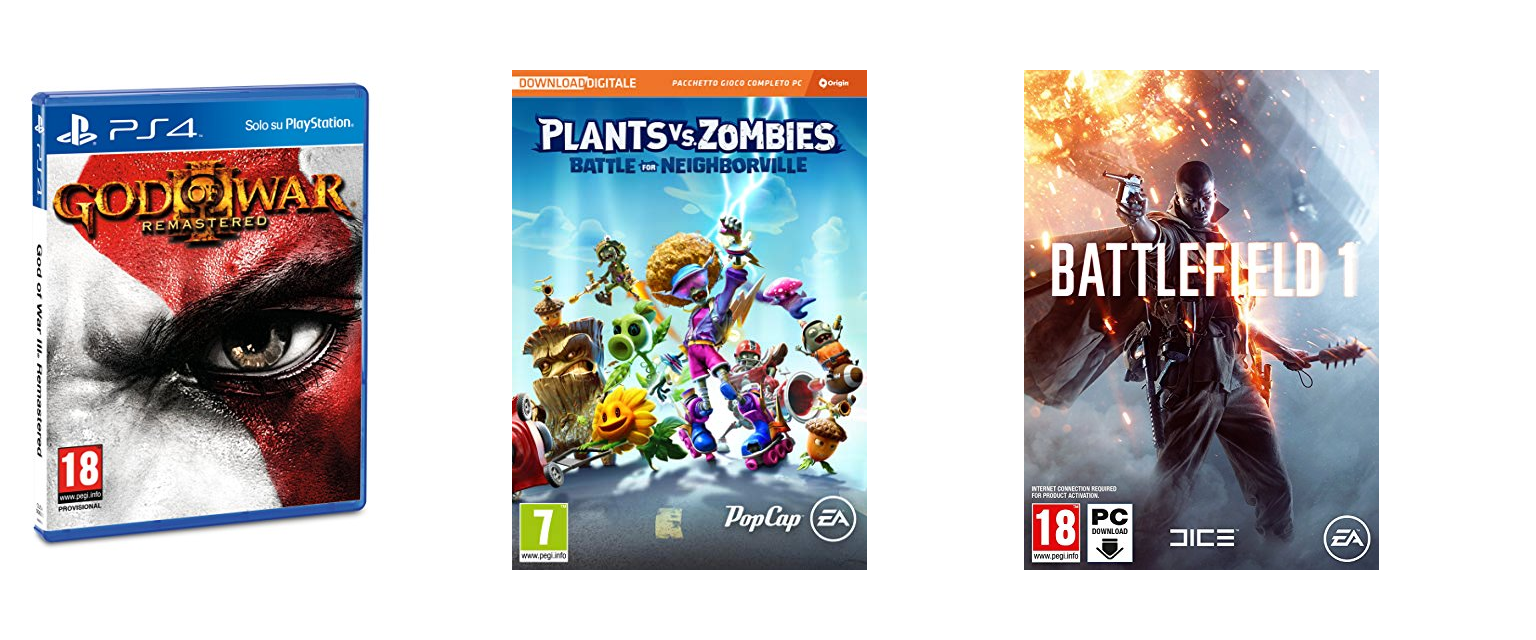 PS4
Solo su PlayStation®
PS4
GOD OF WAR
III
REMASTERED
God of War III: Remastered
18
www.pegi.info
PROVISIONAL
DOWNLOAD DIGITALE
PACCHETTO GIOCO COMPLETO PC
Origin
PLANTS VS. ZOMBIES
BATTLE FOR NEIGHBORVILLE
7
www.pegi.info
PopCap
EA
BATTLEFIELD 1
INTERNET CONNECTION REQUIRED
FOR PRODUCT ACTIVATION.
18
www.pegi.info
PC
DOWNLOAD
DICE
EA